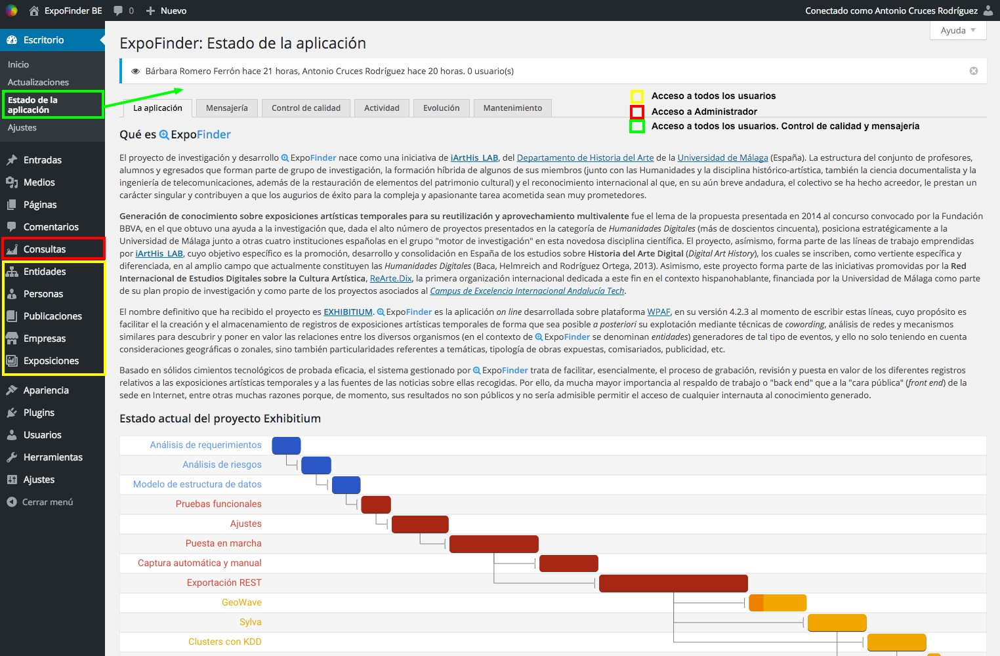 ExpoFinder BE
0
Nuevo
Conectado como Antonio Cruces Rodríguez
Ayuda
Escritorio
Inicio
Actualizaciones
Estado de la
aplicación
Ajustes
Entradas
Medios
Páginas
Comentarios
Consultas
Entidades
Personas
Publicaciones
Empresas
Exposiciones
Apariencia
Plugins
Usuarios
Herramientas
Ajustes
Cerrar menú
ExpoFinder: Estado de la aplicación
Bárbara Romero Ferrón hace 21 horas, Antonio Cruces Rodríguez hace 20 horas. 0 usuario(s)
La aplicación
Mensajería
Control de calidad
Actividad
Evolución
Mantenimiento
Acceso a todos los usuarios
Acceso a Administrador
Acceso a todos los usuarios. Control de calidad y mensajería
Qué es ExpoFinder
El proyecto de investigación y desarrollo ExpoFinder nace como una iniciativa de iArtHis_LAB, del Departamento de Historia del Arte de la Universidad de Málaga (España). La estructura del conjunto de profesores,
alumnos y egresados que forman parte de grupo de investigación, la formación híbrida de algunos de sus miembros (junto con las Humanidades y la disciplina histórico-artística, también la ciencia documentalista y la
ingeniería de telecomunicaciones, además de la restauración de elementos del patrimonio cultural) y el reconocimiento internacional al que, en su aún breve andadura, el colectivo se ha hecho acreedor, le prestan un
carácter singular y contribuyen a que los augurios de éxito para la compleja y apasionante tarea acometida sean muy prometedores.
Generación de conocimiento sobre exposiciones artísticas temporales para su reutilización y aprovechamiento multivalente fue el lema de la propuesta presentada en 2014 al concurso convocado por la Fundación
BBVA, en el que obtuvo una ayuda a la investigación que, dada el alto número de proyectos presentados en la categoría de Humanidades Digitales (más de doscientos cincuenta), posiciona estratégicamente a la
Universidad de Málaga junto a otras cuatro instituciones españolas en el grupo "motor de investigación" en esta novedosa disciplina científica. El proyecto, asímismo, forma parte de las líneas de trabajo emprendidas
por iArtHis_LAB, cuyo objetivo específico es la promoción, desarrollo y consolidación en España de los estudios sobre Historia del Arte Digital (Digital Art History), los cuales se inscriben, como vertiente específica y
diferenciada, en al amplio campo que actualmente constituyen las Humanidades Digitales (Baca, Helmreich and Rodríguez Ortega, 2013). Asimismo, este proyecto forma parte de las iniciativas promovidas por la Red
Internacional de Estudios Digitales sobre la Cultura Artística, ReArte.Dix, la primera organización internacional dedicada a este fin en el contexto hispanohablante, financiada por la Universidad de Málaga como parte
de su plan propio de investigación y como parte de los proyectos asociados al Campus de Excelencia Internacional Andalucía Tech.
El nombre definitivo que ha recibido el proyecto es EXHIBITIUM. ExpoFinder es la aplicación on line desarrollada sobre plataforma WPAF, en su versión 4.2.3 al momento de escribir estas líneas, cuyo propósito es
facilitar el la creación y el almacenamiento de registros de exposiciones artísticas temporales de forma que sea posible a posteriori su explotación mediante técnicas de cowording, análisis de redes y mecanismos
similares para descubrir y poner en valor las relaciones entre los diversos organismos (en el contexto de ExpoFinder se denominan entidades) generadores de tal tipo de eventos, y ello no solo teniendo en cuenta
consideraciones geográficas o zonales, sino también particularidades referentes a temáticas, tipología de obras expuestas, comisariados, publicidad, etc.
Basado en sólidos cimientos tecnológicos de probada eficacia, el sistema gestionado por ExpoFinder trata de facilitar, esencialmente, el proceso de grabación, revisión y puesta en valor de los diferentes registros
relativos a las exposiciones artísticas temporales y a las fuentes de las noticias sobre ellas recogidas. Por ello, da mucha mayor importancia al respaldo de trabajo o "back end" que a la "cara pública" (front end) de la
sede en Internet, entre otras muchas razones porque, de momento, sus resultados no son públicos y no sería admisible permitir el acceso de cualquier internauta al conocimiento generado.
Estado actual del proyecto Exhibitium
Análisis de requerimientos
Análisis de riesgos
Modelo de estructura de datos
Pruebas funcionales
Ajustes
Puesta en marcha
Captura automática y manual
Exportación REST
GeoWave
Sylva
Clusters con KDD